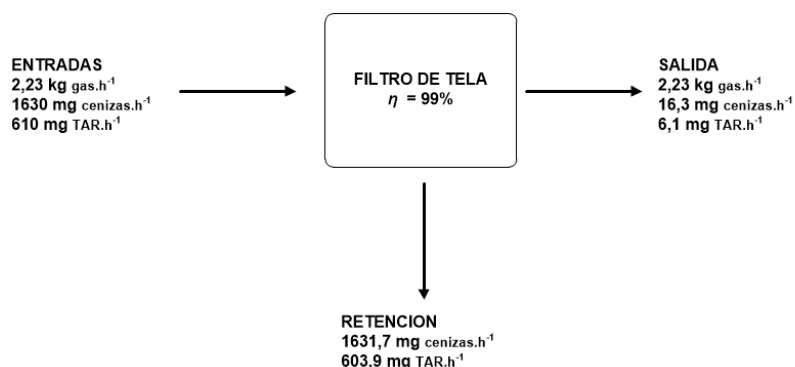 ENTRADAS
2,23 kg gas.h⁻¹
1630 mg cenizas.h⁻¹
610 mg TAR.h⁻¹
FILTRO DE TELA
η = 99%
SALIDA
2,23 kg gas.h⁻¹
16,3 mg cenizas.h⁻¹
6,1 mg TAR.h⁻¹
RETENCION
1631,7 mg cenizas.h⁻¹
603,9 mg TAR.h⁻¹